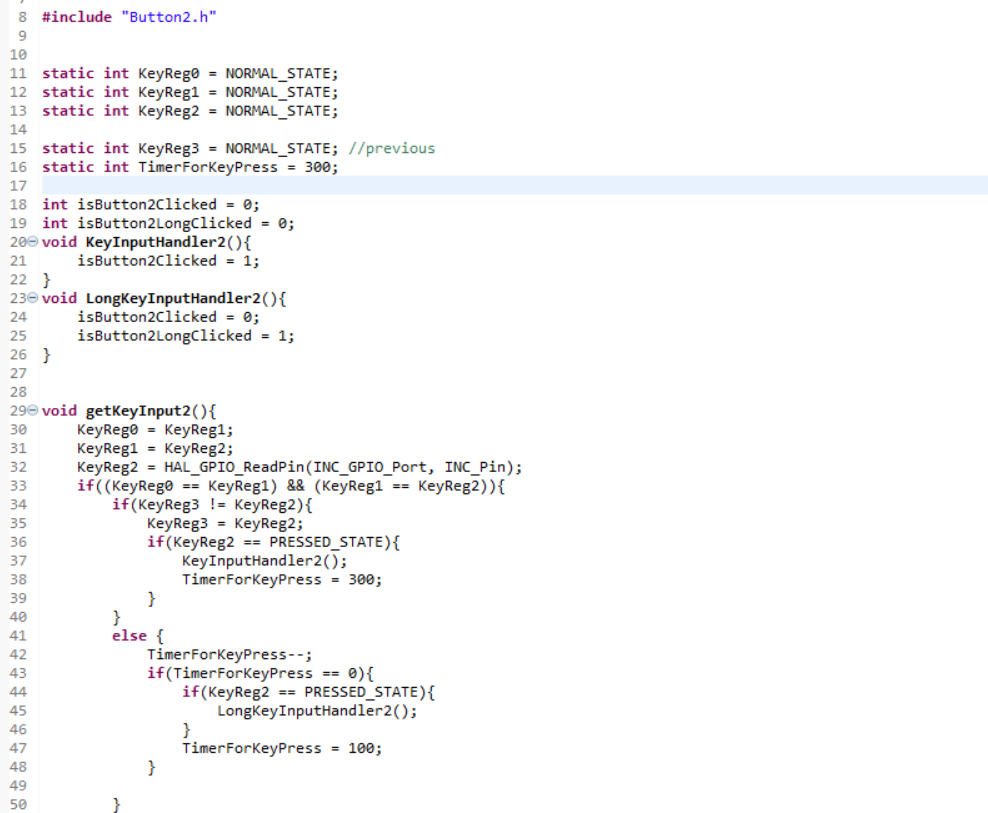 8 #include "Button2.h"
9
10
11 static int KeyReg0 = NORMAL_STATE;
12 static int KeyReg1 = NORMAL_STATE;
13 static int KeyReg2 = NORMAL_STATE;
14
15 static int KeyReg3 = NORMAL_STATE; //previous
16 static int TimerForKeyPress = 300;
17
18 int isButton2Clicked = 0;
19 int isButton2LongClicked = 0;
20 void KeyInputHandler2(){
21     isButton2Clicked = 1;
22 }
23 void LongKeyInputHandler2(){
24     isButton2Clicked = 0;
25     isButton2LongClicked = 1;
26 }
27
28
29 void getKeyInput2(){
30     KeyReg0 = KeyReg1;
31     KeyReg1 = KeyReg2;
32     KeyReg2 = HAL_GPIO_ReadPin(INC_GPIO_Port, INC_Pin);
33     if((KeyReg0 == KeyReg1) && (KeyReg1 == KeyReg2)){
34         if(KeyReg3 != KeyReg2){
35             KeyReg3 = KeyReg2;
36             if(KeyReg2 == PRESSED_STATE){
37                 KeyInputHandler2();
38                 TimerForKeyPress = 300;
39             }
40         }
41         else {
42             TimerForKeyPress--;
43             if(TimerForKeyPress == 0){
44                 if(KeyReg2 == PRESSED_STATE){
45                     LongKeyInputHandler2();
46                 }
47                 TimerForKeyPress = 100;
48             }
49
50         }